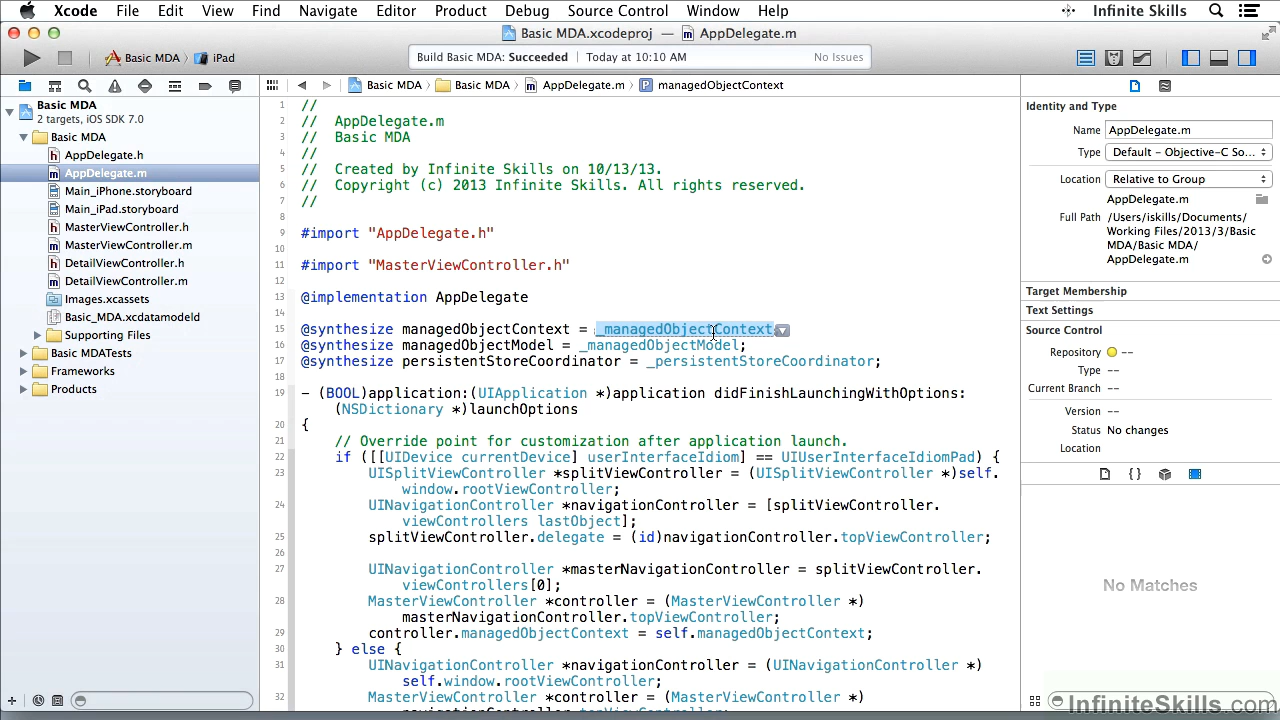 Xcode File Edit View Find Navigate Editor Product Debug Source Control Window Help Infinite Skills
Basic MDA.xcodeproj — AppDelegate.m
Basic MDA iPad
Build Basic MDA: Succeeded Today at 10:10 AM No Issues
Basic MDA Basic MDA AppDelegate.m P managedObjectContext
Basic MDA
2 targets, iOS SDK 7.0
Basic MDA
h AppDelegate.h
m AppDelegate.m
Main_iPhone.storyboard
Main_iPad.storyboard
h MasterViewController.h
m MasterViewController.m
h DetailViewController.h
m DetailViewController.m
Images.xcassets
Basic_MDA.xcdatamodeld
Supporting Files
Basic MDATests
Frameworks
Products
1 //
2 // AppDelegate.m
3 // Basic MDA
4 //
5 // Created by Infinite Skills on 10/13/13.
6 // Copyright (c) 2013 Infinite Skills. All rights reserved.
7 //
8
9 #import "AppDelegate.h"
10
11 #import "MasterViewController.h"
12
13 @implementation AppDelegate
14
15 @synthesize managedObjectContext = _managedObjectContext;
16 @synthesize managedObjectModel = _managedObjectModel;
17 @synthesize persistentStoreCoordinator = _persistentStoreCoordinator;
18
19 - (BOOL)application:(UIApplication *)application didFinishLaunchingWithOptions:
(NSDictionary *)launchOptions
20 {
21 // Override point for customization after application launch.
22 if ([[UIDevice currentDevice] userInterfaceIdiom] == UIUserInterfaceIdiomPad) {
23 UISplitViewController *splitViewController = (UISplitViewController *)self.
window.rootViewController;
24 UINavigationController *navigationController = [splitViewController.
viewControllers lastObject];
25 splitViewController.delegate = (id)navigationController.topViewController;
26
27 UINavigationController *masterNavigationController = splitViewController.
viewControllers[0];
28 MasterViewController *controller = (MasterViewController *)
masterNavigationController.topViewController;
29 controller.managedObjectContext = self.managedObjectContext;
30 } else {
31 UINavigationController *navigationController = (UINavigationController *)
self.window.rootViewController;
32 MasterViewController *controller = (MasterViewController *)
navigationController.topViewController;
Identity and Type
Name AppDelegate.m
Type Default - Objective-C So...
Location Relative to Group
AppDelegate.m
Full Path /Users/iskills/Documents/
Working Files/2013/3/Basic
MDA/Basic MDA/
AppDelegate.m
Target Membership
Text Settings
Source Control
Repository --
Type --
Current Branch --
Version --
Status No changes
Location
{ }
No Matches
InfiniteSkills.com